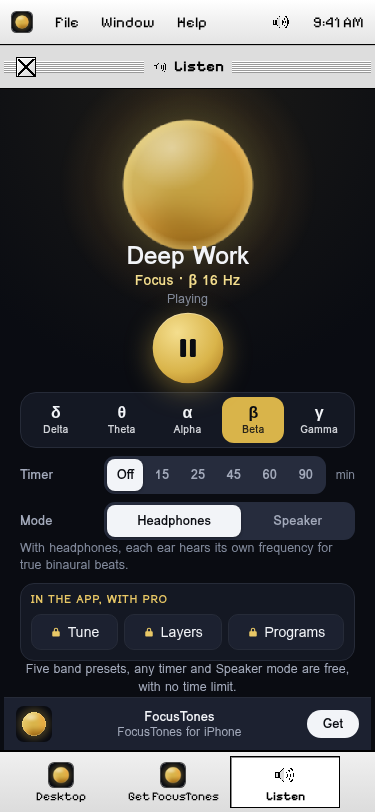 File Window Help 9:41 AM
Listen
Deep Work
Focus · β 16 Hz
Playing
δ θ α β γ
Delta Theta Alpha Beta Gamma
Timer Off 15 25 45 60 90 min
Mode Headphones Speaker
With headphones, each ear hears its own frequency for
true binaural beats.
IN THE APP, WITH PRO
Tune Layers Programs
Five band presets, any timer and Speaker mode are free,
with no time limit.
FocusTones
FocusTones for iPhone
Get
Desktop Get FocusTones Listen